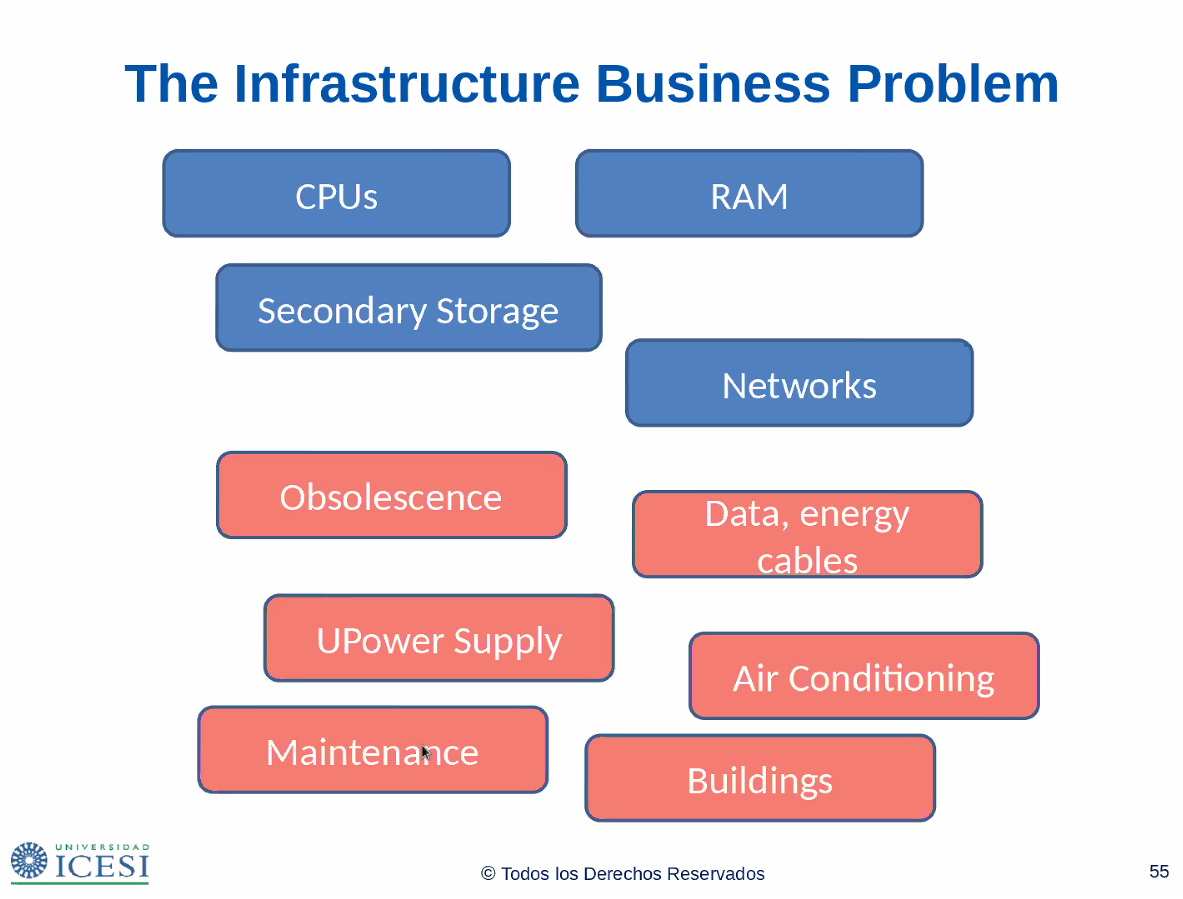 The Infrastructure Business Problem
CPUs
RAM
Secondary Storage
Networks
Obsolescence
Data, energy
cables
UPower Supply
Air Conditioning
Maintenance
Buildings
UNIVERSIDAD
ICESI
© Todos los Derechos Reservados
55